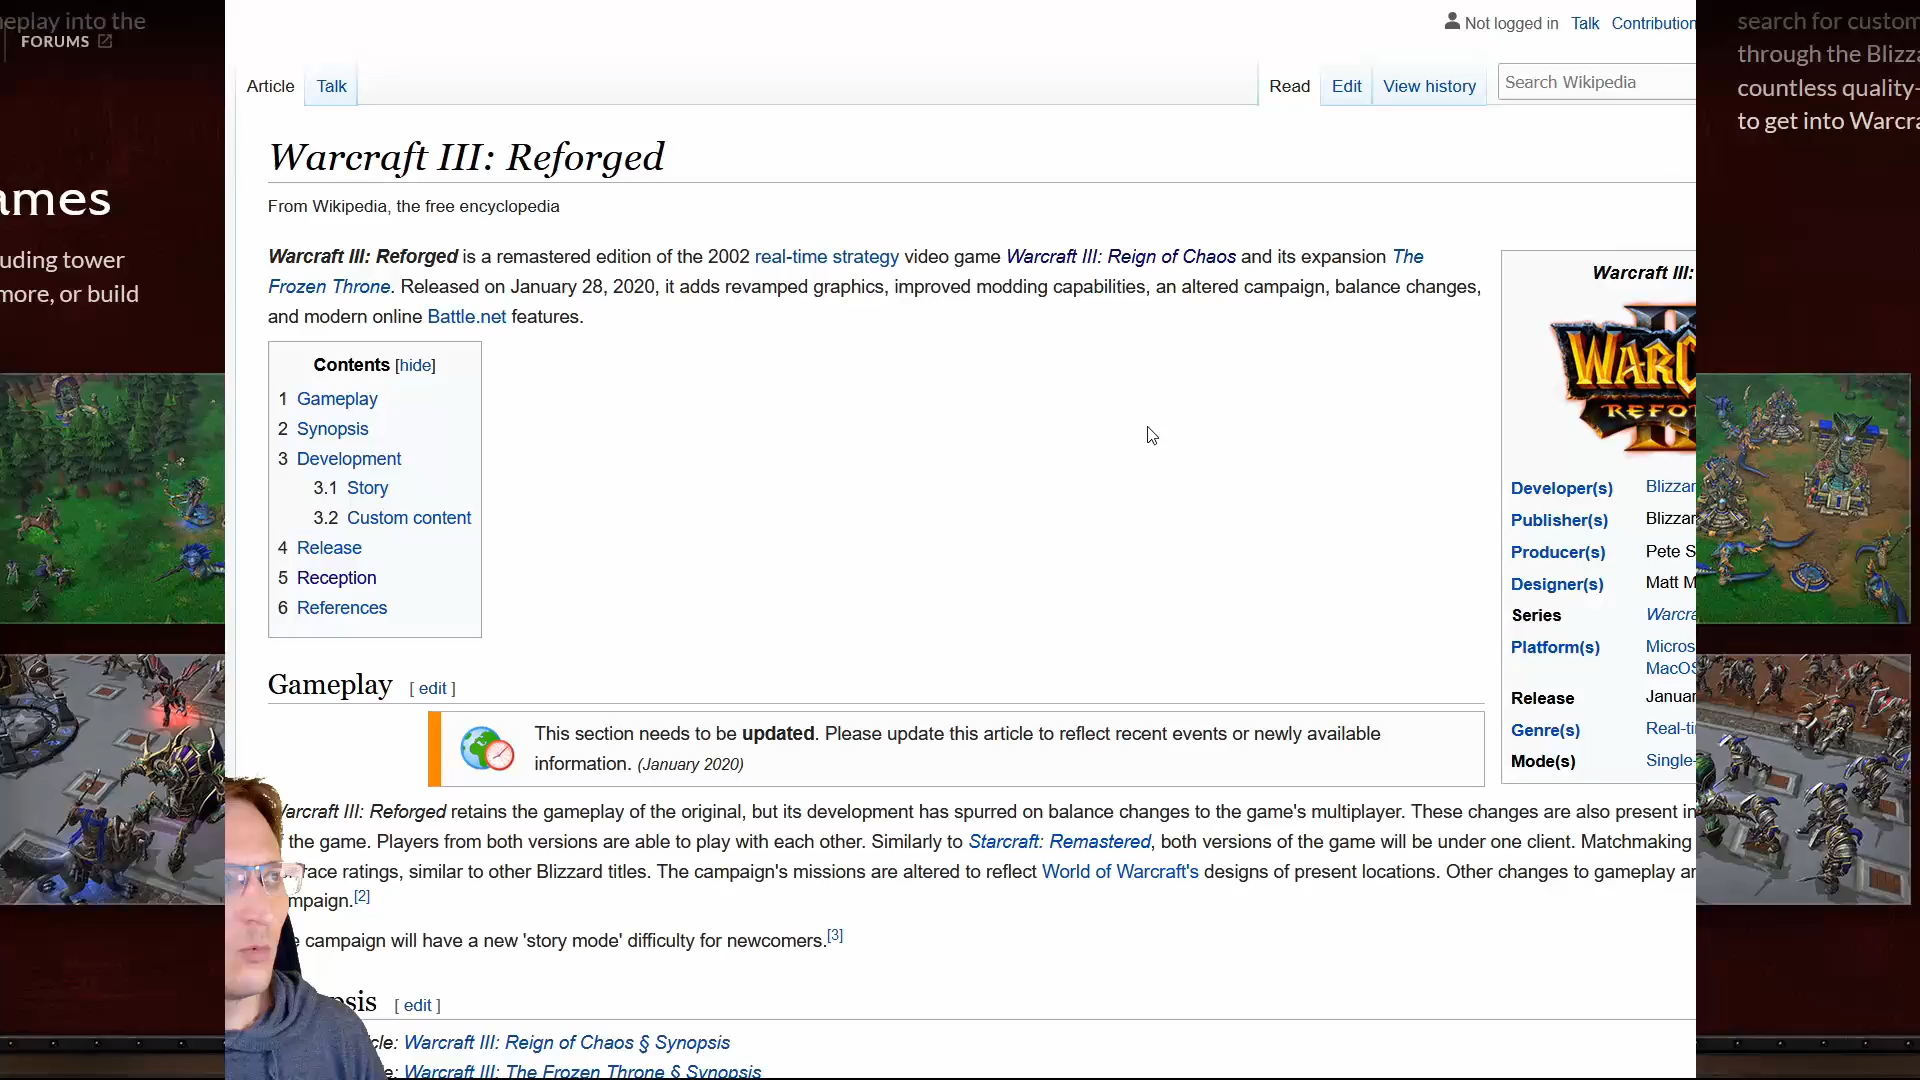 eplay into the
FORUMS
ames
uding tower
more, or build
search for custom
through the Blizza
countless quality-
to get into Warcra
Not logged in Talk Contribution
Article Talk Read Edit View history Search Wikipedia
Warcraft III: Reforged
From Wikipedia, the free encyclopedia
Warcraft III: Reforged is a remastered edition of the 2002 real-time strategy video game Warcraft III: Reign of Chaos and its expansion The
Frozen Throne. Released on January 28, 2020, it adds revamped graphics, improved modding capabilities, an altered campaign, balance changes,
and modern online Battle.net features.
Contents [hide]
1 Gameplay
2 Synopsis
3 Development
3.1 Story
3.2 Custom content
4 Release
5 Reception
6 References
Warcraft III:
WARC
REFO
Developer(s) Blizzar
Publisher(s) Blizzar
Producer(s) Pete S
Designer(s) Matt M
Series Warcra
Platform(s) Micros
MacOS
Release Januar
Genre(s) Real-ti
Mode(s) Single-
Gameplay [ edit ]
This section needs to be updated. Please update this article to reflect recent events or newly available
information. (January 2020)
Warcraft III: Reforged retains the gameplay of the original, but its development has spurred on balance changes to the game's multiplayer. These changes are also present in
the game. Players from both versions are able to play with each other. Similarly to Starcraft: Remastered, both versions of the game will be under one client. Matchmaking
race ratings, similar to other Blizzard titles. The campaign's missions are altered to reflect World of Warcraft's designs of present locations. Other changes to gameplay ar
mpaign.[2]
e campaign will have a new 'story mode' difficulty for newcomers.[3]
psis [ edit ]
cle: Warcraft III: Reign of Chaos § Synopsis
e: Warcraft III: The Frozen Throne § Synopsis